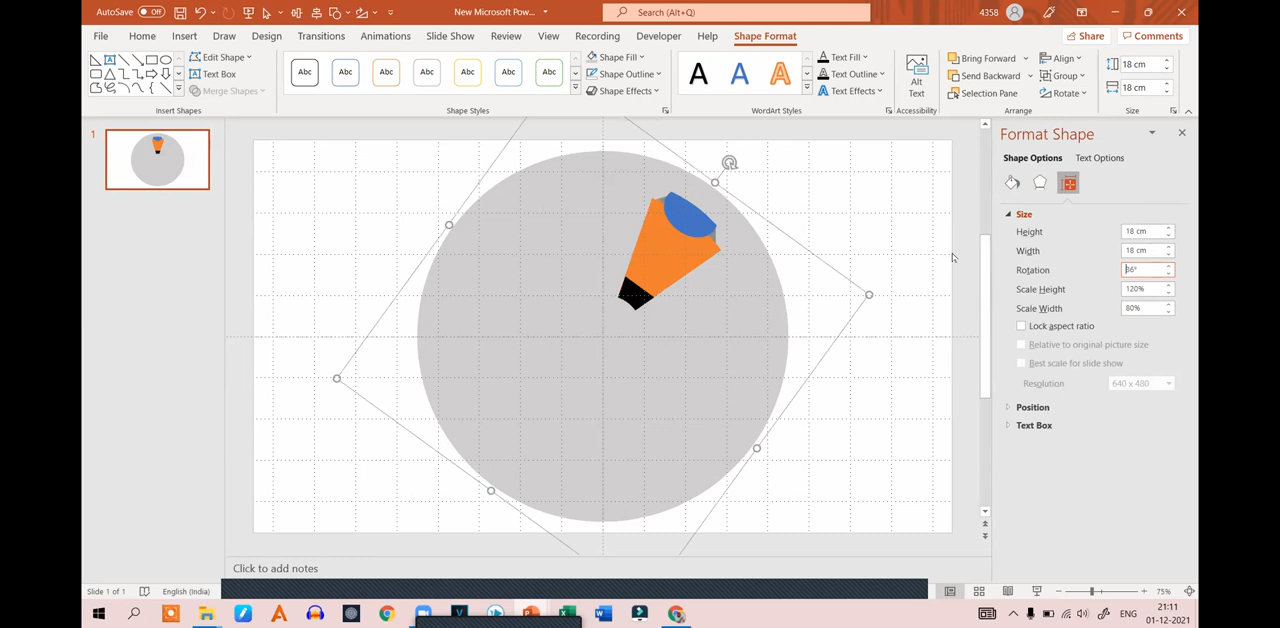 AutoSave Off
New Microsoft Pow...
Search (Alt+Q)
4358
File Home Insert Draw Design Transitions Animations Slide Show Review View Recording Developer Help Shape Format
Share Comments
Edit Shape
Text Box
Merge Shapes
Insert Shapes
Abc Abc Abc Abc Abc Abc Abc
Shape Fill
Shape Outline
Shape Effects
Shape Styles
A A A
Text Fill
Text Outline
Text Effects
WordArt Styles
Alt
Text
Accessibility
Bring Forward
Send Backward
Selection Pane
Align
Group
Rotate
Arrange
18 cm
18 cm
Size
1
Format Shape
Shape Options Text Options
Size
Height 18 cm
Width 18 cm
Rotation 36°
Scale Height 120%
Scale Width 80%
Lock aspect ratio
Relative to original picture size
Best scale for slide show
Resolution 640 x 480
Position
Text Box
Click to add notes
Slide 1 of 1 English (India) 75%
ENG
21:11
01-12-2021